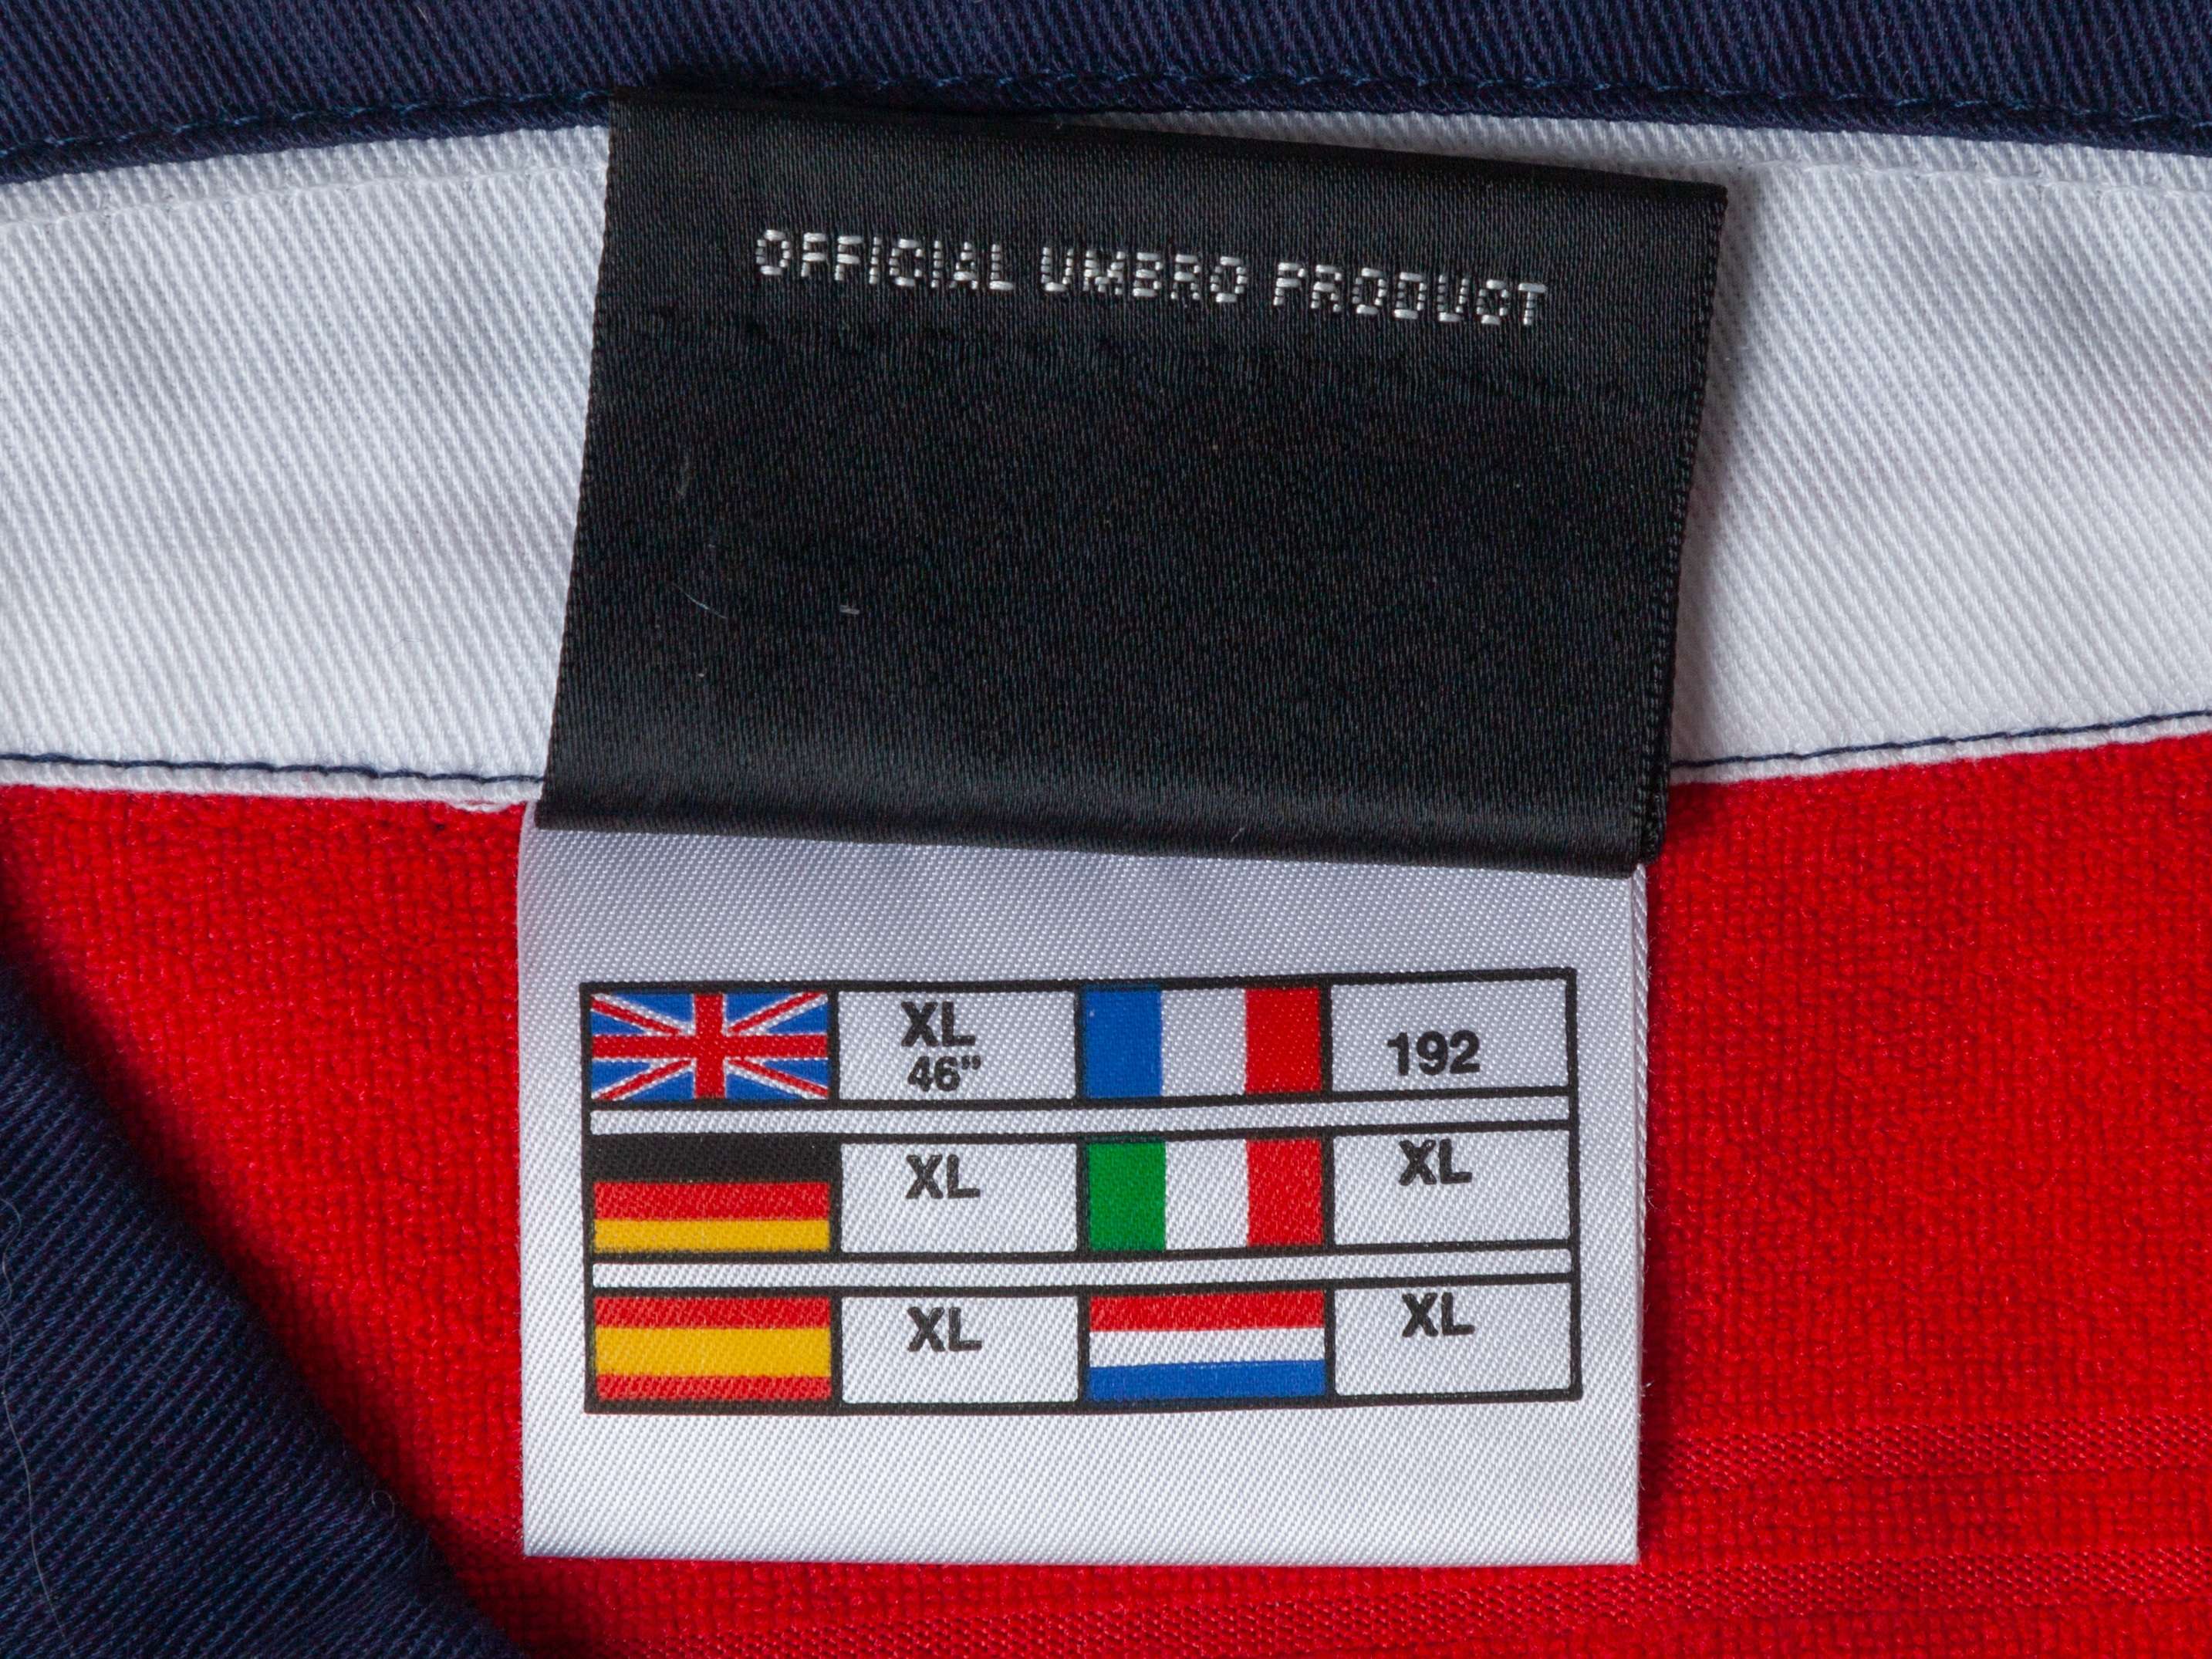 OFFICIAL UMBRO PRODUCT
XL 192
46”
XL XL
XL XL